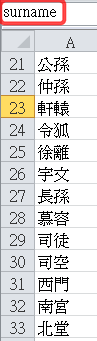 surname
A
21 公孫
22 仲孫
23 軒轅
24 令狐
25 徐離
26 宇文
27 長孫
28 慕容
29 司徒
30 司空
31 西門
32 南宮
33 北堂